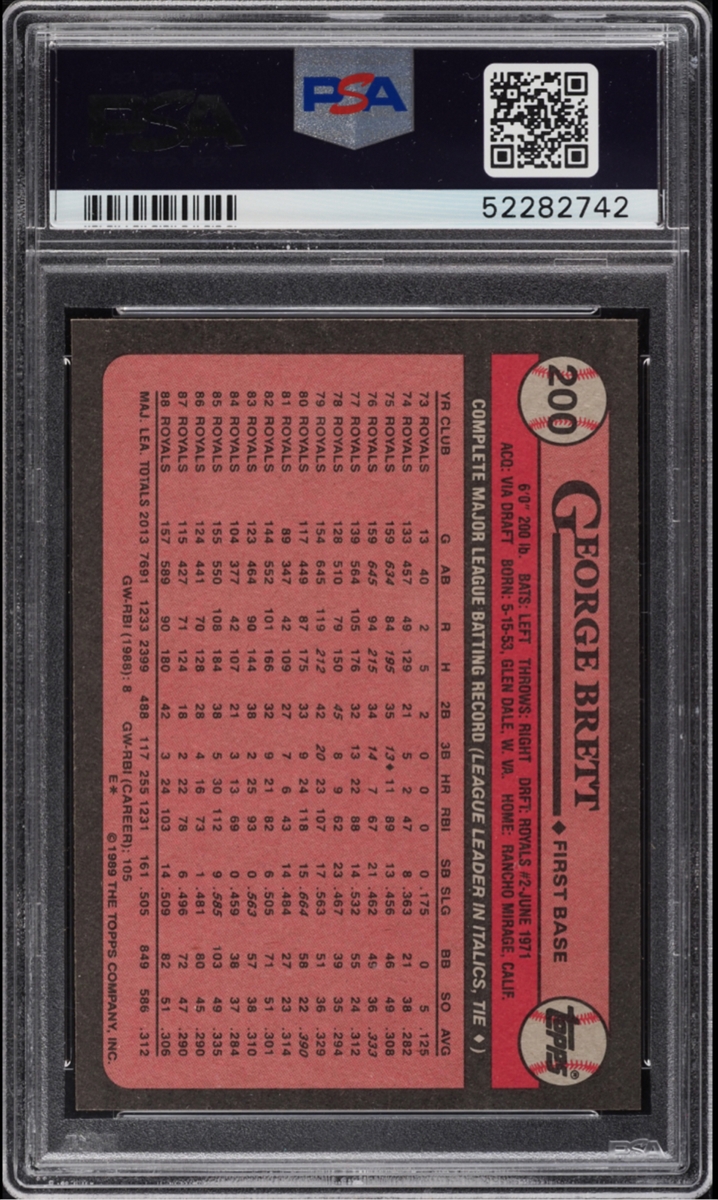 PSA
PSA
52282742
200
GEORGE BRETT ♦ FIRST BASE
Topps®
6'0" 200 lb. BATS: LEFT THROWS: RIGHT DRFT: ROYALS #2-JUNE 1971
ACQ: VIA DRAFT BORN: 5-15-53, GLEN DALE, W. VA. HOME: RANCHO MIRAGE, CALIF.
COMPLETE MAJOR LEAGUE BATTING RECORD (LEAGUE LEADER IN ITALICS, TIE ♦)
YR CLUB G AB R H 2B 3B HR RBI SB SLG BB SO AVG
73 ROYALS 13 40 2 5 2 0 0 0 0 .175 0 5 .125
74 ROYALS 133 457 49 129 21 5 2 47 8 .363 21 38 .282
75 ROYALS 159 634 84 195 35 13♦ 11 89 13 .456 46 49 .308
76 ROYALS 159 645 94 215 34 14 7 67 21 .462 49 36 .333
77 ROYALS 139 564 105 176 32 13 22 88 14 .532 55 24 .312
78 ROYALS 128 510 79 150 45 8 9 62 23 .467 39 35 .294
79 ROYALS 154 645 119 212 42 20 23 107 17 .563 51 36 .329
80 ROYALS 117 449 87 175 33 9 24 118 15 .664 58 22 .390
81 ROYALS 89 347 42 109 27 7 6 43 14 .484 27 23 .314
82 ROYALS 144 552 101 166 32 9 21 82 6 .505 71 51 .301
83 ROYALS 123 464 90 144 38 2 25 93 0 .563 57 38 .310
84 ROYALS 104 377 42 107 21 3 13 69 0 .459 38 37 .284
85 ROYALS 155 550 108 184 38 5 30 112 9 .585 103 49 .335
86 ROYALS 124 441 70 128 28 4 16 73 1 .481 80 45 .290
87 ROYALS 115 427 71 124 18 2 22 78 6 .496 72 47 .290
88 ROYALS 157 589 90 180 42 3 24 103 14 .509 82 51 .306
MAJ. LEA. TOTALS 2013 7691 1233 2399 488 117 255 1231 161 .505 849 586 .312
GW-RBI (1988): 8 GW-RBI (CAREER): 105
E* © 1989 THE TOPPS COMPANY, INC.
PSA